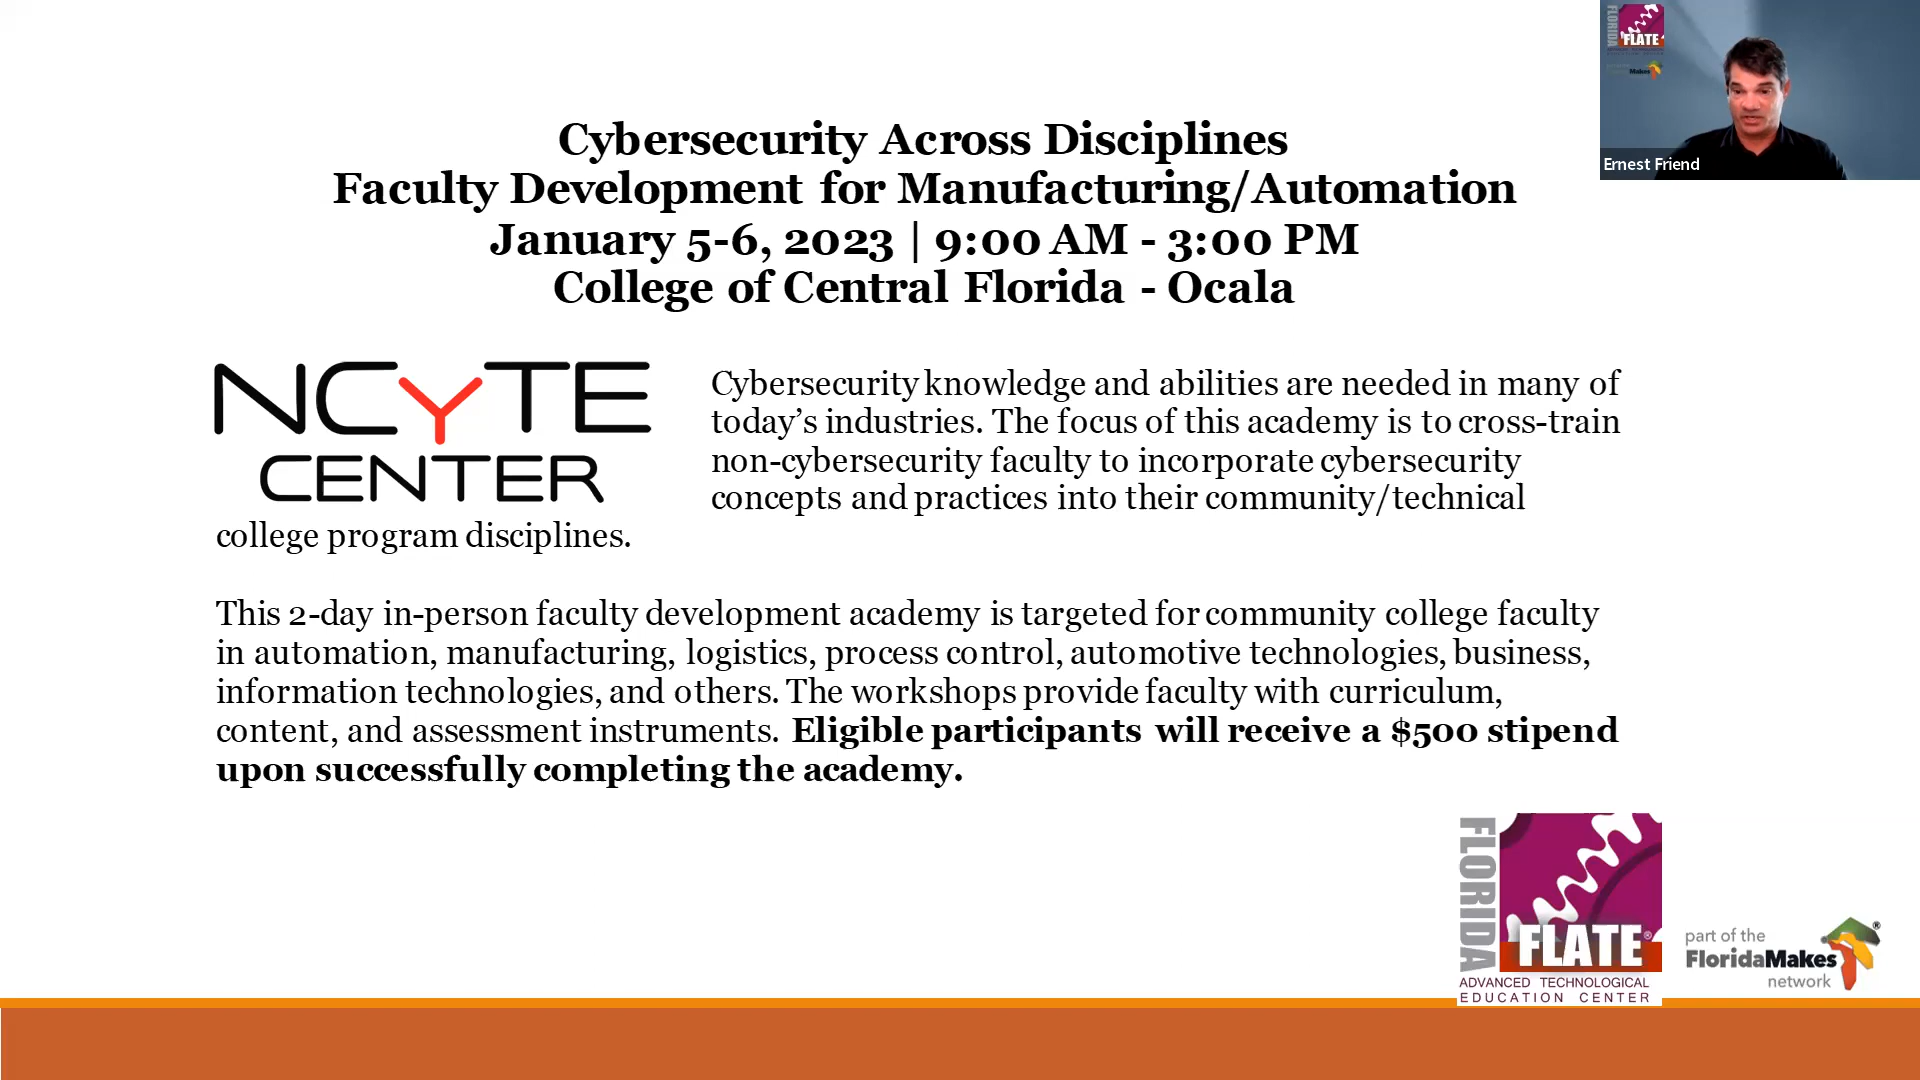 Cybersecurity Across Disciplines
Faculty Development for Manufacturing/Automation
January 5-6, 2023 | 9:00 AM - 3:00 PM
College of Central Florida - Ocala
FLORIDA
FLATE
Makes
Ernest Friend
NCYTE
CENTER
Cybersecurity knowledge and abilities are needed in many of
today’s industries. The focus of this academy is to cross-train
non-cybersecurity faculty to incorporate cybersecurity
concepts and practices into their community/technical
college program disciplines.
This 2-day in-person faculty development academy is targeted for community college faculty
in automation, manufacturing, logistics, process control, automotive technologies, business,
information technologies, and others. The workshops provide faculty with curriculum,
content, and assessment instruments. Eligible participants will receive a $500 stipend
upon successfully completing the academy.
FLORIDA
FLATE®
ADVANCED TECHNOLOGICAL
EDUCATION CENTER
part of the
FloridaMakes®
network